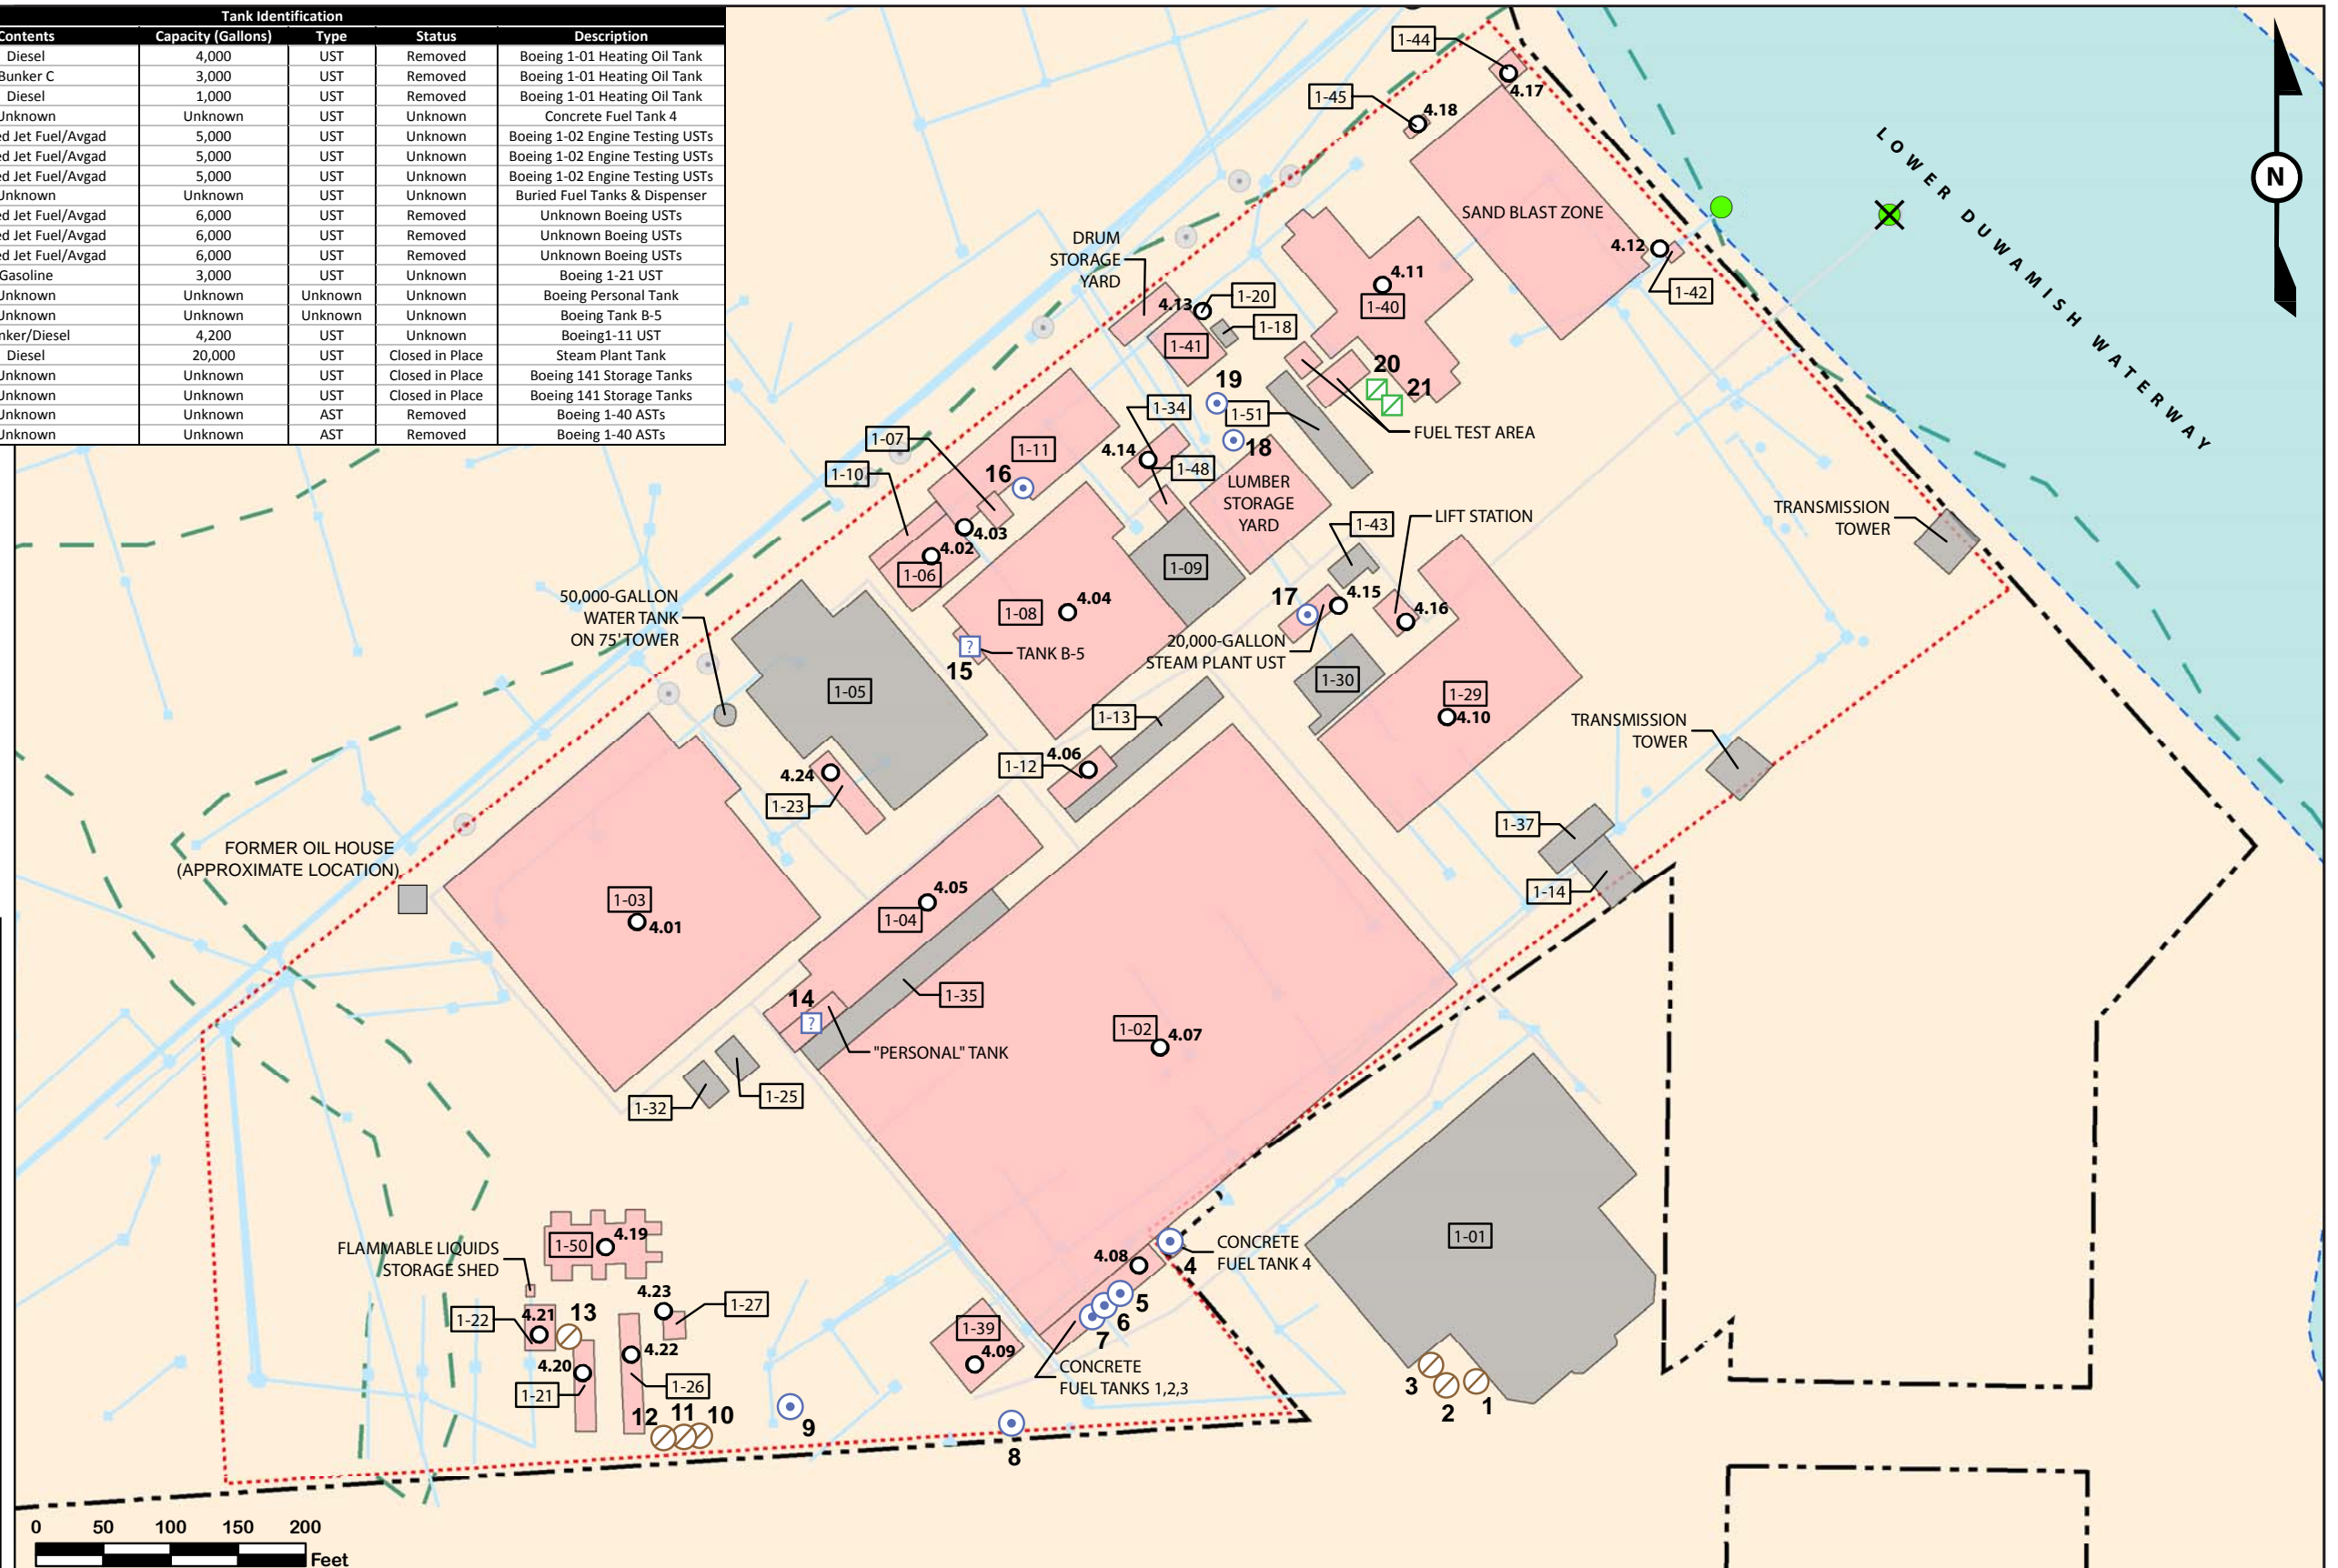 Tank Identification
Contents Capacity (Gallons) Type Status Description
Diesel 4,000 UST Removed Boeing 1-01 Heating Oil Tank
Bunker C 3,000 UST Removed Boeing 1-01 Heating Oil Tank
Diesel 1,000 UST Removed Boeing 1-01 Heating Oil Tank
Unknown Unknown UST Unknown Concrete Fuel Tank 4
Jet Fuel/Avgad 5,000 UST Unknown Boeing 1-02 Engine Testing USTs
Jet Fuel/Avgad 5,000 UST Unknown Boeing 1-02 Engine Testing USTs
Jet Fuel/Avgad 5,000 UST Unknown Boeing 1-02 Engine Testing USTs
Unknown Unknown UST Unknown Buried Fuel Tanks & Dispenser
Jet Fuel/Avgad 6,000 UST Removed Unknown Boeing USTs
Jet Fuel/Avgad 6,000 UST Removed Unknown Boeing USTs
Jet Fuel/Avgad 6,000 UST Removed Unknown Boeing USTs
Gasoline 3,000 UST Unknown Boeing 1-21 UST
Unknown Unknown Unknown Unknown Boeing Personal Tank
Unknown Unknown Unknown Unknown Boeing Tank B-5
nker/Diesel 4,200 UST Unknown Boeing1-11 UST
Diesel 20,000 UST Closed in Place Steam Plant Tank
Unknown Unknown UST Closed in Place Boeing 141 Storage Tanks
Unknown Unknown UST Closed in Place Boeing 141 Storage Tanks
Unknown Unknown AST Removed Boeing 1-40 ASTs
Unknown Unknown AST Removed Boeing 1-40 ASTs
1-44
4.17
1-45
4.18
N
LOWER DUWAMISH WATERWAY
SAND BLAST ZONE
4.12
1-42
DRUM
STORAGE
YARD
4.13
1-20
1-18
1-41
4.11
1-40
20
21
19
1-51
18
FUEL TEST AREA
1-34
4.14
1-48
1-07
1-11
1-10
16
4.03
4.02
1-06
LUMBER
STORAGE
YARD
1-43
LIFT STATION
TRANSMISSION
TOWER
1-09
50,000-GALLON
WATER TANK
ON 75' TOWER
1-08
4.04
17
4.15
4.16
20,000-GALLON
STEAM PLANT UST
?
TANK B-5
15
1-05
1-30
1-29
4.10
1-13
TRANSMISSION
TOWER
4.06
1-12
4.24
1-23
FORMER OIL HOUSE
(APPROXIMATE LOCATION)
1-37
1-14
1-03
4.01
4.05
1-04
14
?
1-35
"PERSONAL" TANK
1-02
4.07
1-25
1-32
1-01
4.19
1-50
FLAMMABLE LIQUIDS
STORAGE SHED
CONCRETE
FUEL TANK 4
4.08
4
5
6
7
4.23
1-27
1-22
4.21
13
1-39
4.09
4.22
4.20
1-21
1-26
CONCRETE
FUEL TANKS 1,2,3
3
2
1
12
11
10
9
8
0 50 100 150 200
Feet